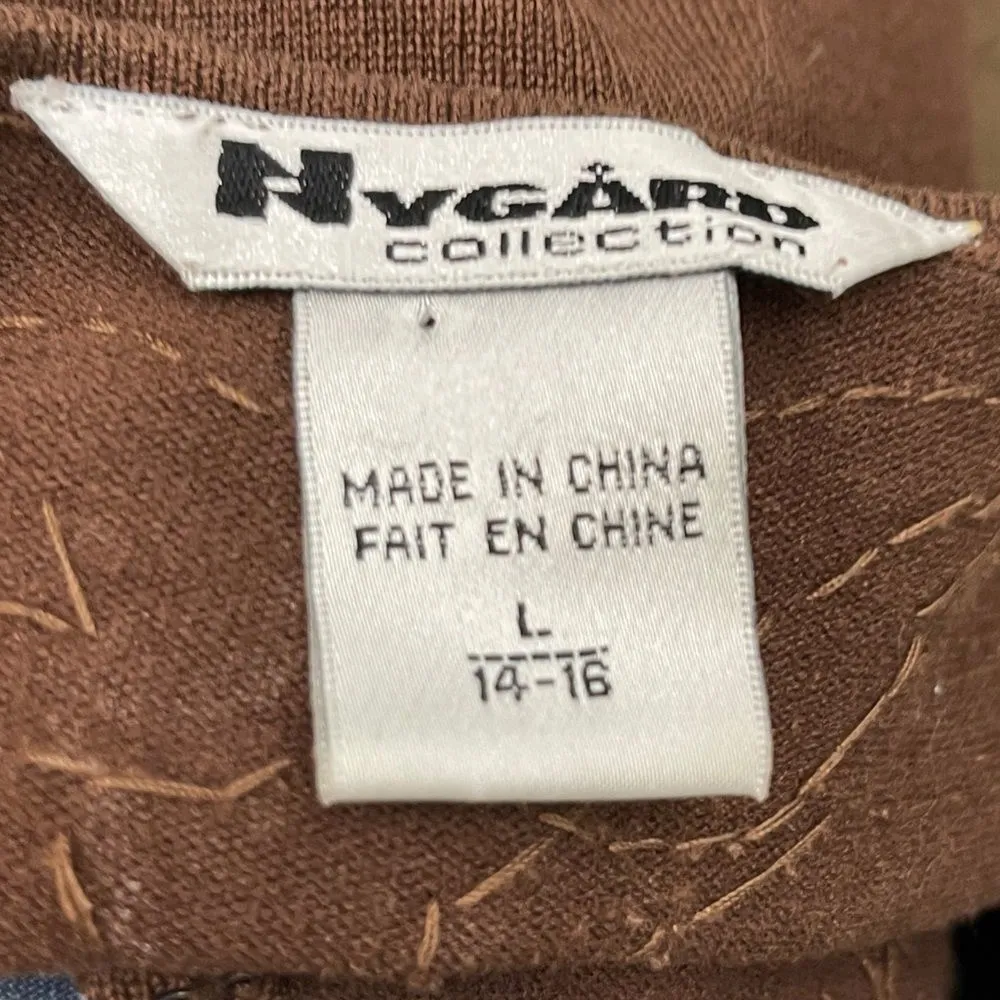 NYGÅRD
collection
MADE IN CHINA
FAIT EN CHINE
L
14-16